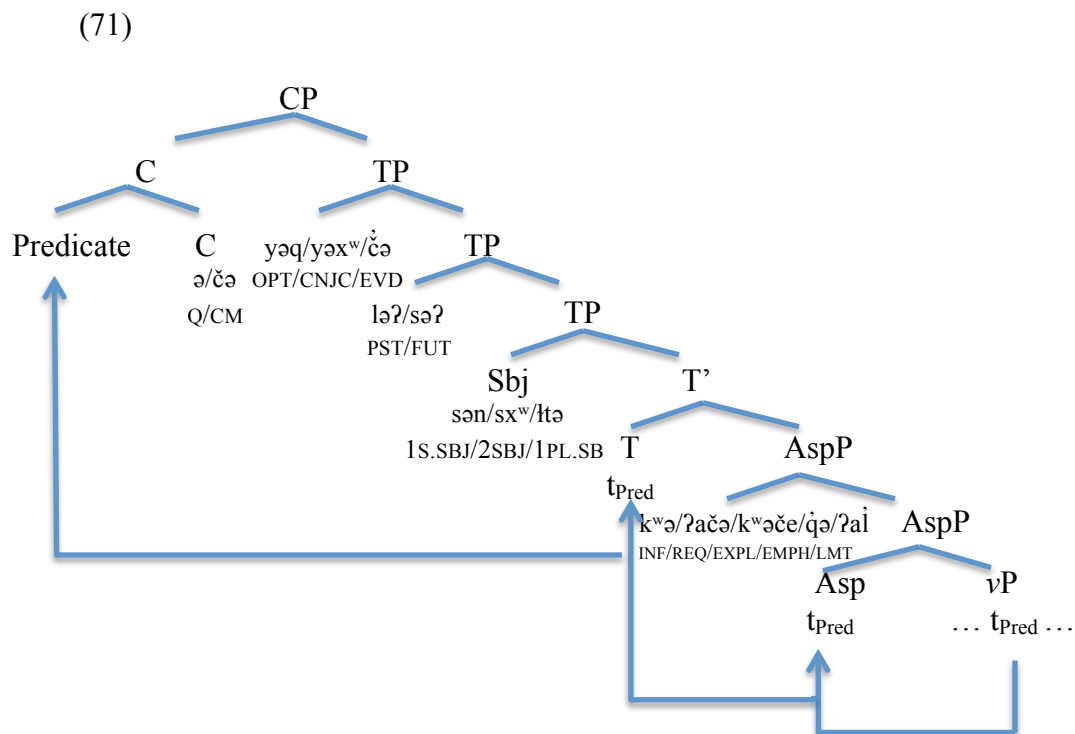 (71)
CP
C TP
Predicate C yəq/yəxʷ/č̓ə TP
ə/čə OPT/CNJC/EVD
Q/CM ləʔ/səʔ TP
PST/FUT
Sbj T’
sən/sxʷ/ɬtə
1S.SBJ/2SBJ/1PL.SB T AspP
tPred
kʷə/ʔačə/kʷəče/q̓ə/ʔal̓ AspP
INF/REQ/EXPL/EMPH/LMT
Asp vP
tPred … tPred …